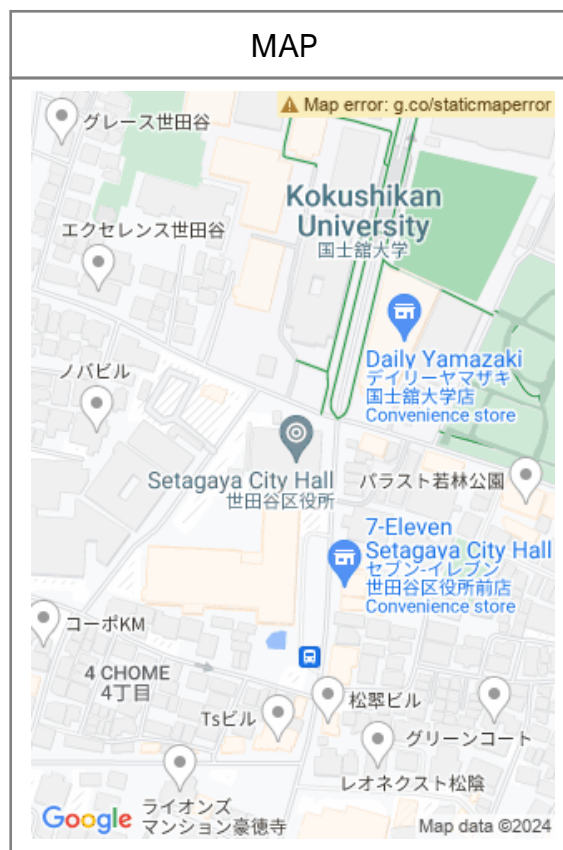 MAP
Map error: g.co/staticmaperror
グレース世田谷
Kokushikan
University
国士舘大学
エクセレンス世田谷
Daily Yamazaki
デイリーヤマザキ
国士舘大学店
Convenience store
ノバビル
Setagaya City Hall
世田谷区役所
パラスト若林公園
7-Eleven
Setagaya City Hall
セブン-イレブン
世田谷区役所前店
Convenience store
コーポKM
4 CHOME
4丁目
松翠ビル
Tsビル
グリーンコート
レオネクスト松陰
ライオンズ
マンション豪徳寺
Google
Map data ©2024